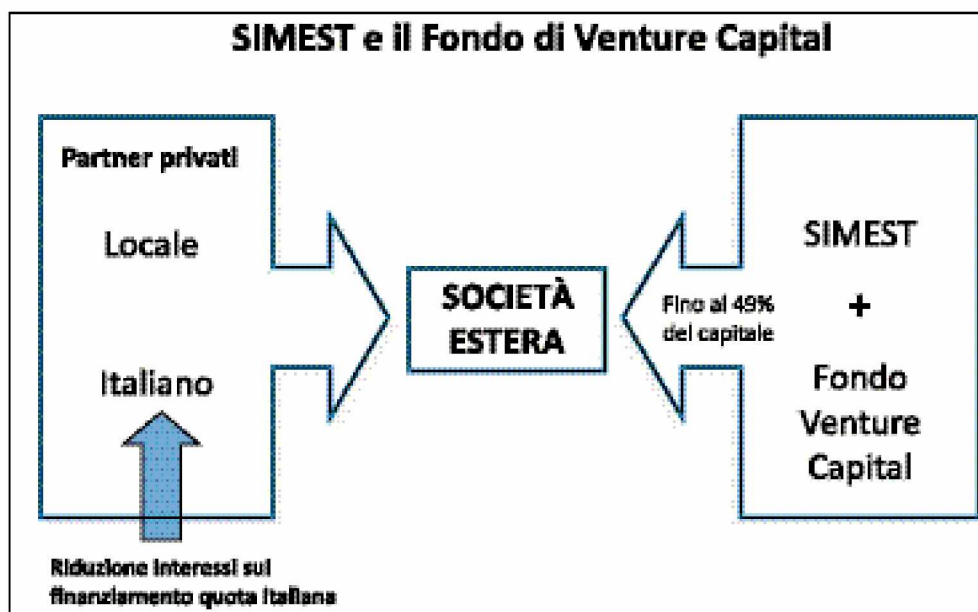 SIMEST e il Fondo di Venture Capital
Partner privati
Locale
Italiano
Riduzione interessi sul
finanziamento quota italiana
SOCIETÀ
ESTERA
Fino al 49%
del capitale
SIMEST
+
Fondo
Venture
Capital